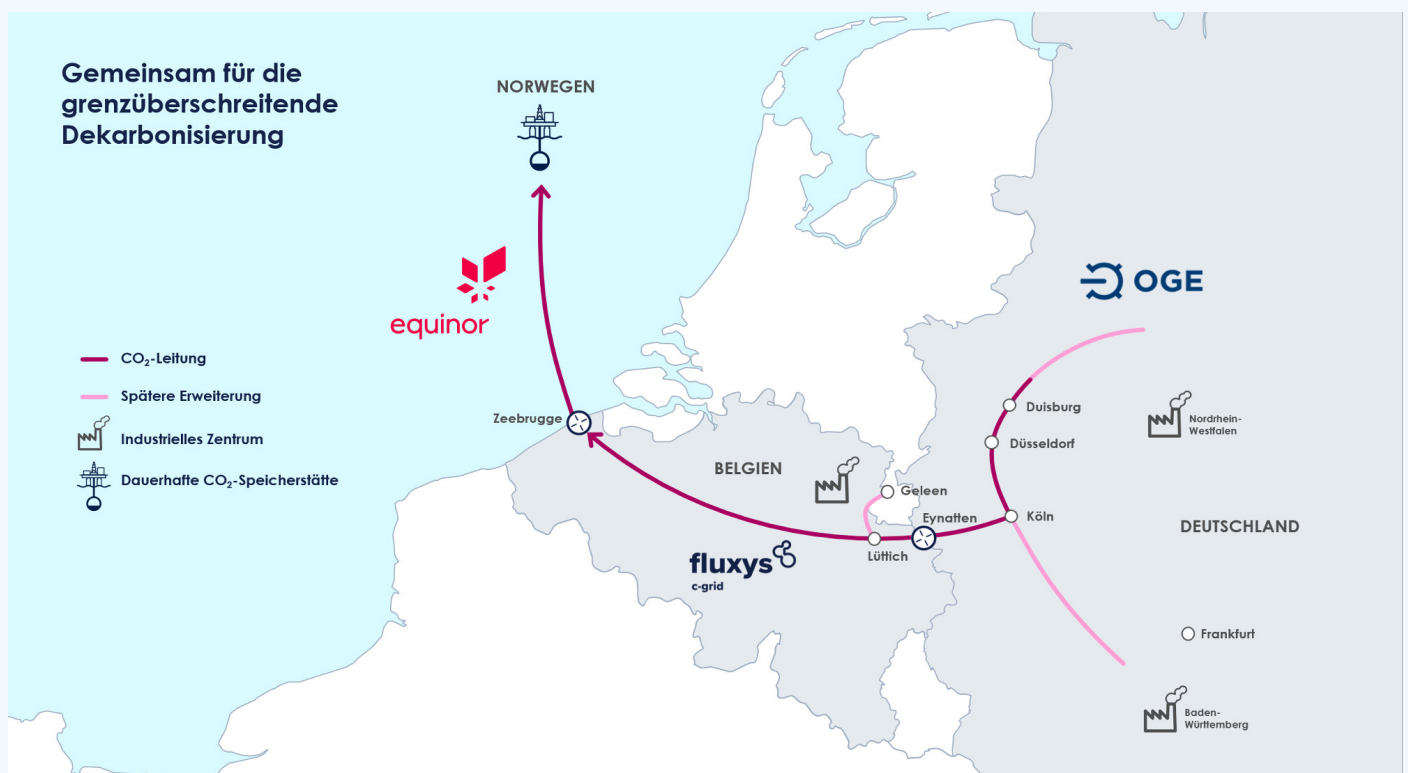 Gemeinsam für die
grenzüberschreitende
Dekarbonisierung
NORWEGEN
equinor
OGE
CO₂-Leitung
Spätere Erweiterung
Industrielles Zentrum
Dauerhafte CO₂-Speicherstätte
Zeebrugge
BELGIEN
Geleen
Eynatten
Lüttich
fluxys
c-grid
Duisburg
Düsseldorf
Köln
Nordrhein-
Westfalen
DEUTSCHLAND
Frankfurt
Baden-
Württemberg